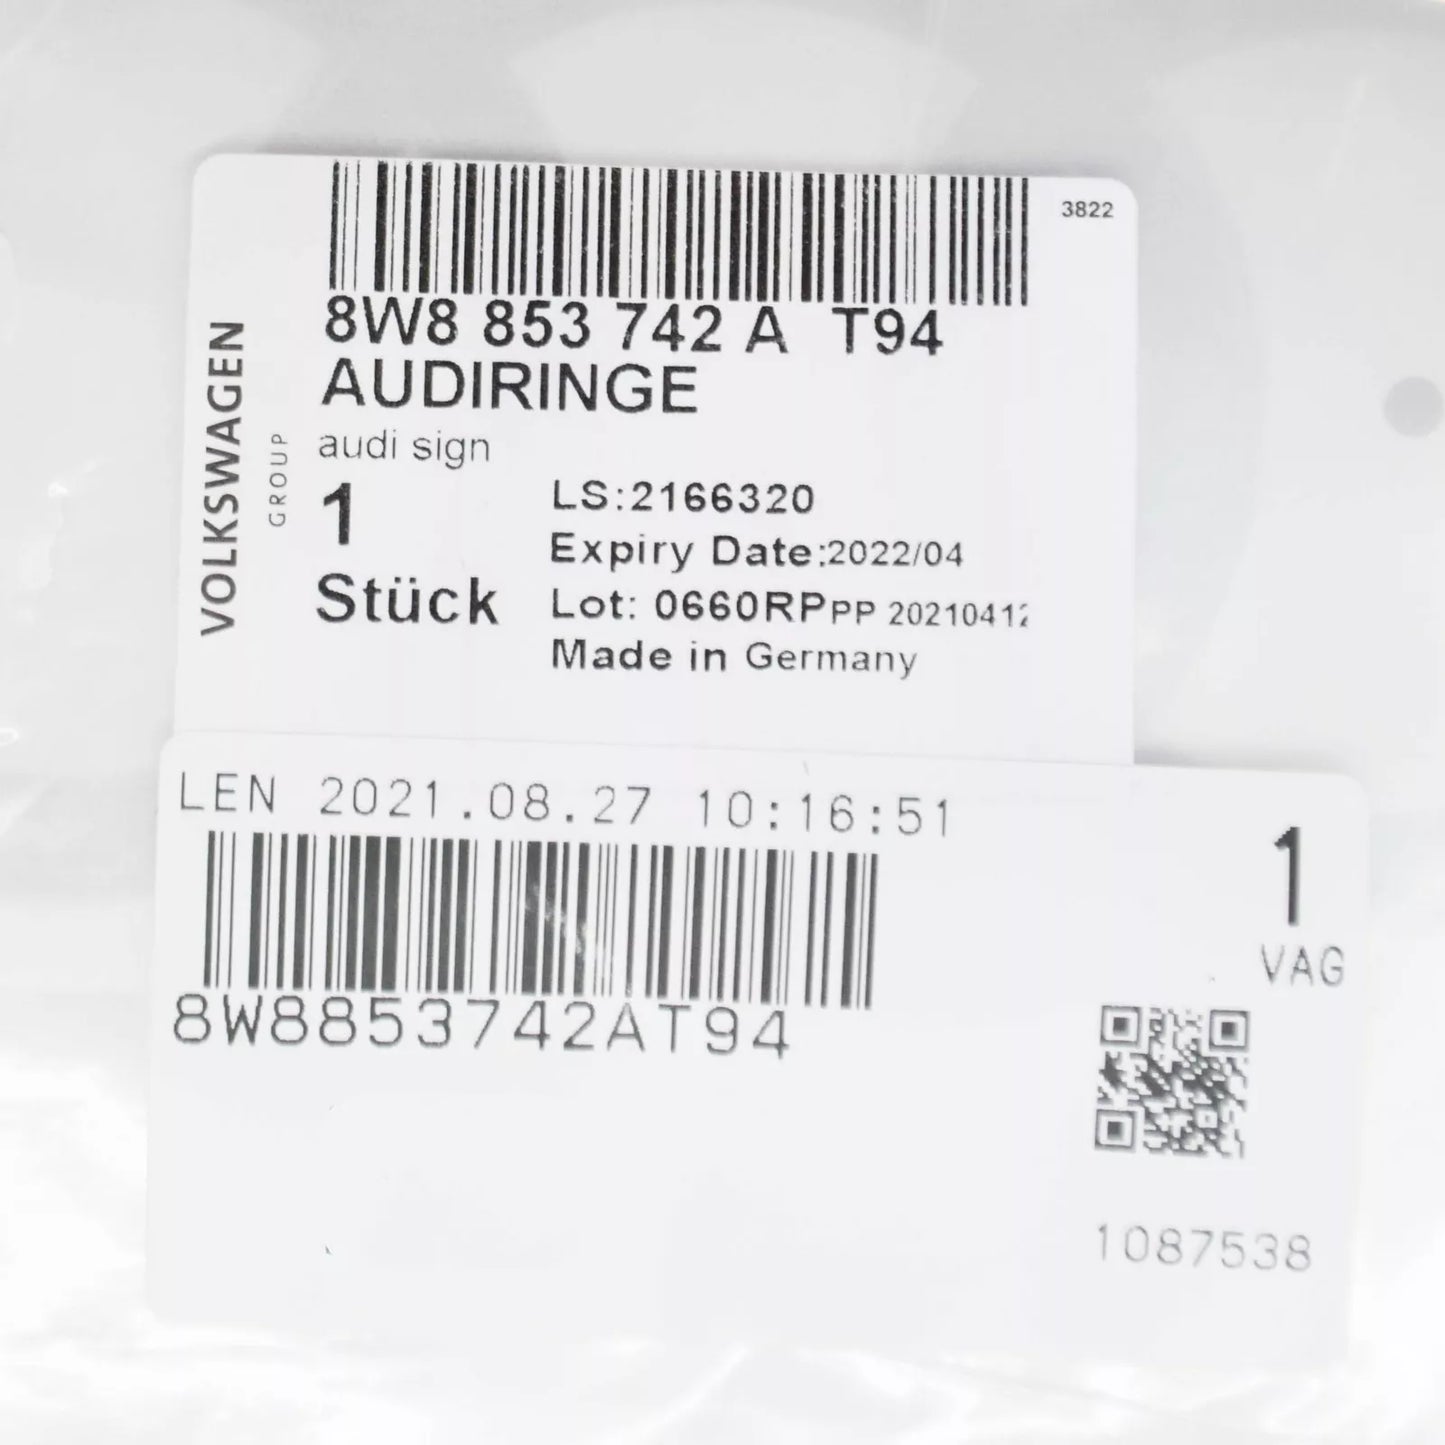 3822
8W8 853 742 A T94
AUDIRINGE
audi sign
VOLKSWAGEN
GROUP
1
Stück
LS:2166320
Expiry Date:2022/04
Lot: 0660RPPP 20210412
Made in Germany
LEN 2021.08.27 10:16:51
8W8853742AT94
1
VAG
1087538